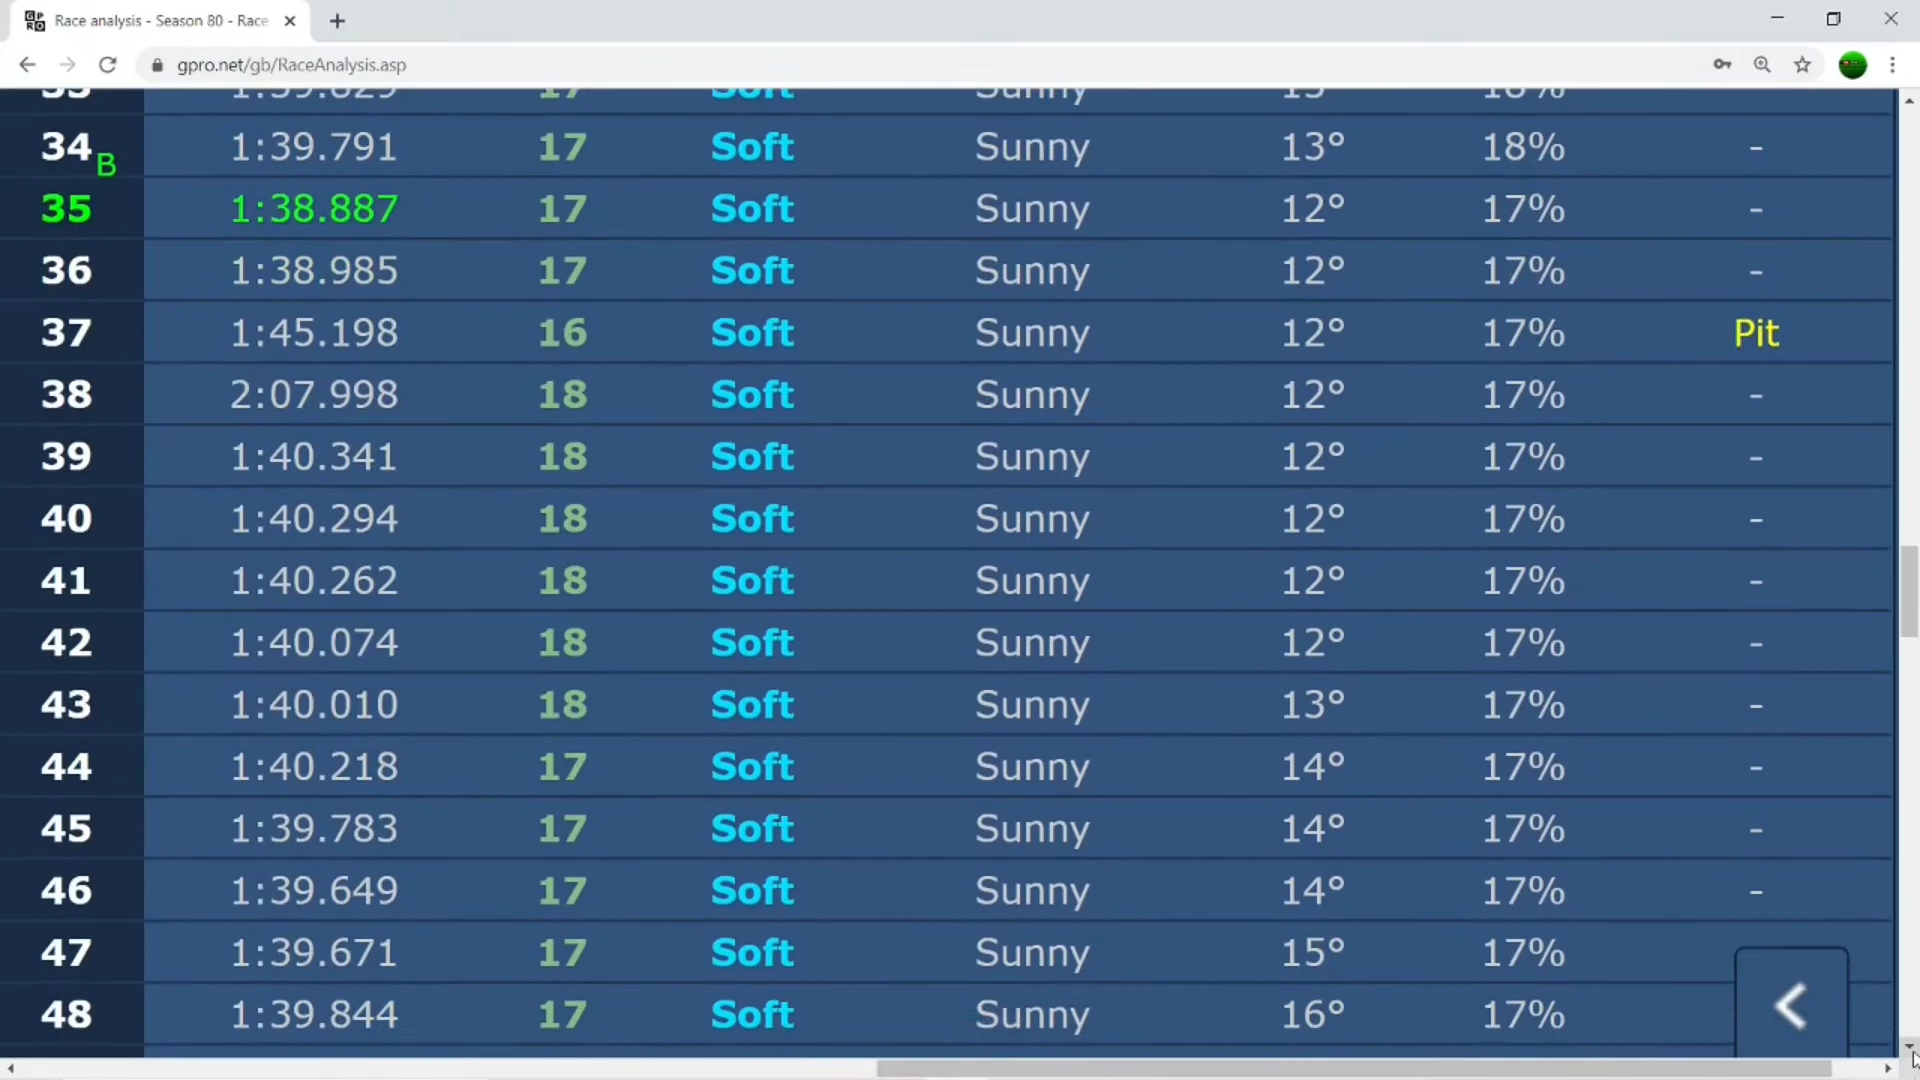 Race analysis - Season 80 - Race
gpro.net/gb/RaceAnalysis.asp
34 B 1:39.791 17 Soft Sunny 13° 18% -
35 1:38.887 17 Soft Sunny 12° 17% -
36 1:38.985 17 Soft Sunny 12° 17% -
37 1:45.198 16 Soft Sunny 12° 17% Pit
38 2:07.998 18 Soft Sunny 12° 17% -
39 1:40.341 18 Soft Sunny 12° 17% -
40 1:40.294 18 Soft Sunny 12° 17% -
41 1:40.262 18 Soft Sunny 12° 17% -
42 1:40.074 18 Soft Sunny 12° 17% -
43 1:40.010 18 Soft Sunny 13° 17% -
44 1:40.218 17 Soft Sunny 14° 17% -
45 1:39.783 17 Soft Sunny 14° 17% -
46 1:39.649 17 Soft Sunny 14° 17% -
47 1:39.671 17 Soft Sunny 15° 17%
48 1:39.844 17 Soft Sunny 16° 17%